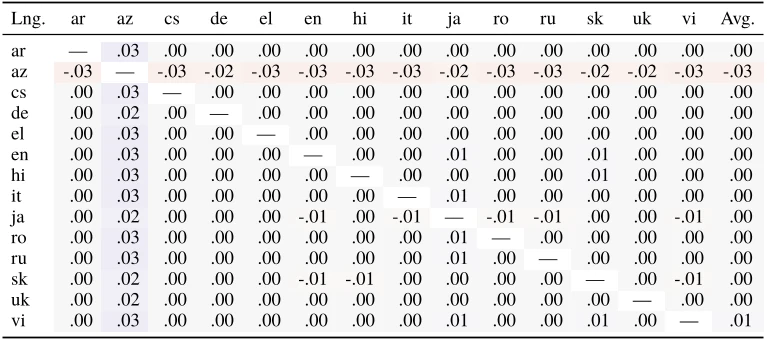 Lng. ar az cs de el en hi it ja ro ru sk uk vi Avg.
ar — .03 .00 .00 .00 .00 .00 .00 .00 .00 .00 .00 .00 .00 .00
az -.03 — -.03 -.02 -.03 -.03 -.03 -.03 -.02 -.03 -.03 -.02 -.02 -.03 -.03
cs .00 .03 — .00 .00 .00 .00 .00 .00 .00 .00 .00 .00 .00 .00
de .00 .02 .00 — .00 .00 .00 .00 .00 .00 .00 .00 .00 .00 .00
el .00 .03 .00 .00 — .00 .00 .00 .00 .00 .00 .00 .00 .00 .00
en .00 .03 .00 .00 .00 — .00 .00 .01 .00 .00 .01 .00 .00 .00
hi .00 .03 .00 .00 .00 .00 — .00 .00 .00 .00 .01 .00 .00 .00
it .00 .03 .00 .00 .00 .00 .00 — .01 .00 .00 .00 .00 .00 .00
ja .00 .02 .00 .00 .00 -.01 .00 -.01 — -.01 -.01 .00 .00 -.01 .00
ro .00 .03 .00 .00 .00 .00 .00 .00 .01 — .00 .00 .00 .00 .00
ru .00 .03 .00 .00 .00 .00 .00 .00 .01 .00 — .00 .00 .00 .00
sk .00 .02 .00 .00 .00 -.01 -.01 .00 .00 .00 .00 — .00 -.01 .00
uk .00 .02 .00 .00 .00 .00 .00 .00 .00 .00 .00 .00 — .00 .00
vi .00 .03 .00 .00 .00 .00 .00 .00 .01 .00 .00 .01 .00 — .01